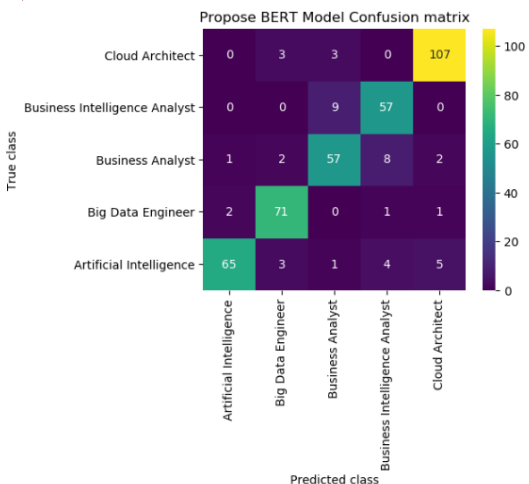 Propose BERT Model Confusion matrix
True class
Cloud Architect 0 3 3 0 107
Business Intelligence Analyst 0 0 9 57 0
Business Analyst 1 2 57 8 2
Big Data Engineer 2 71 0 1 1
Artificial Intelligence 65 3 1 4 5
Artificial Intelligence
Big Data Engineer
Business Analyst
Business Intelligence Analyst
Cloud Architect
Predicted class
100
80
60
40
20
0